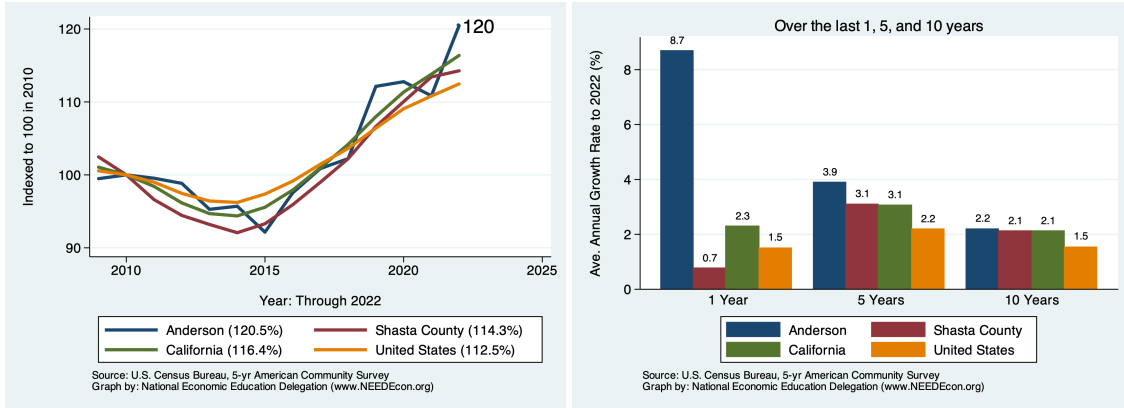 120
110
100
90
Indexed to 100 in 2010
120
2010
2015
2020
2025
Year: Through 2022
Anderson (120.5%)
Shasta County (114.3%)
California (116.4%)
United States (112.5%)
Source: U.S. Census Bureau, 5-yr American Community Survey
Graph by: National Economic Education Delegation (www.NEEDEcon.org)
Over the last 1, 5, and 10 years
Ave. Annual Growth Rate to 2022 (%)
8
6
4
2
0
8.7
0.7
2.3
1.5
3.9
3.1
3.1
2.2
2.2
2.1
2.1
1.5
1 Year
5 Years
10 Years
Anderson
Shasta County
California
United States
Source: U.S. Census Bureau, 5-yr American Community Survey
Graph by: National Economic Education Delegation (www.NEEDEcon.org)